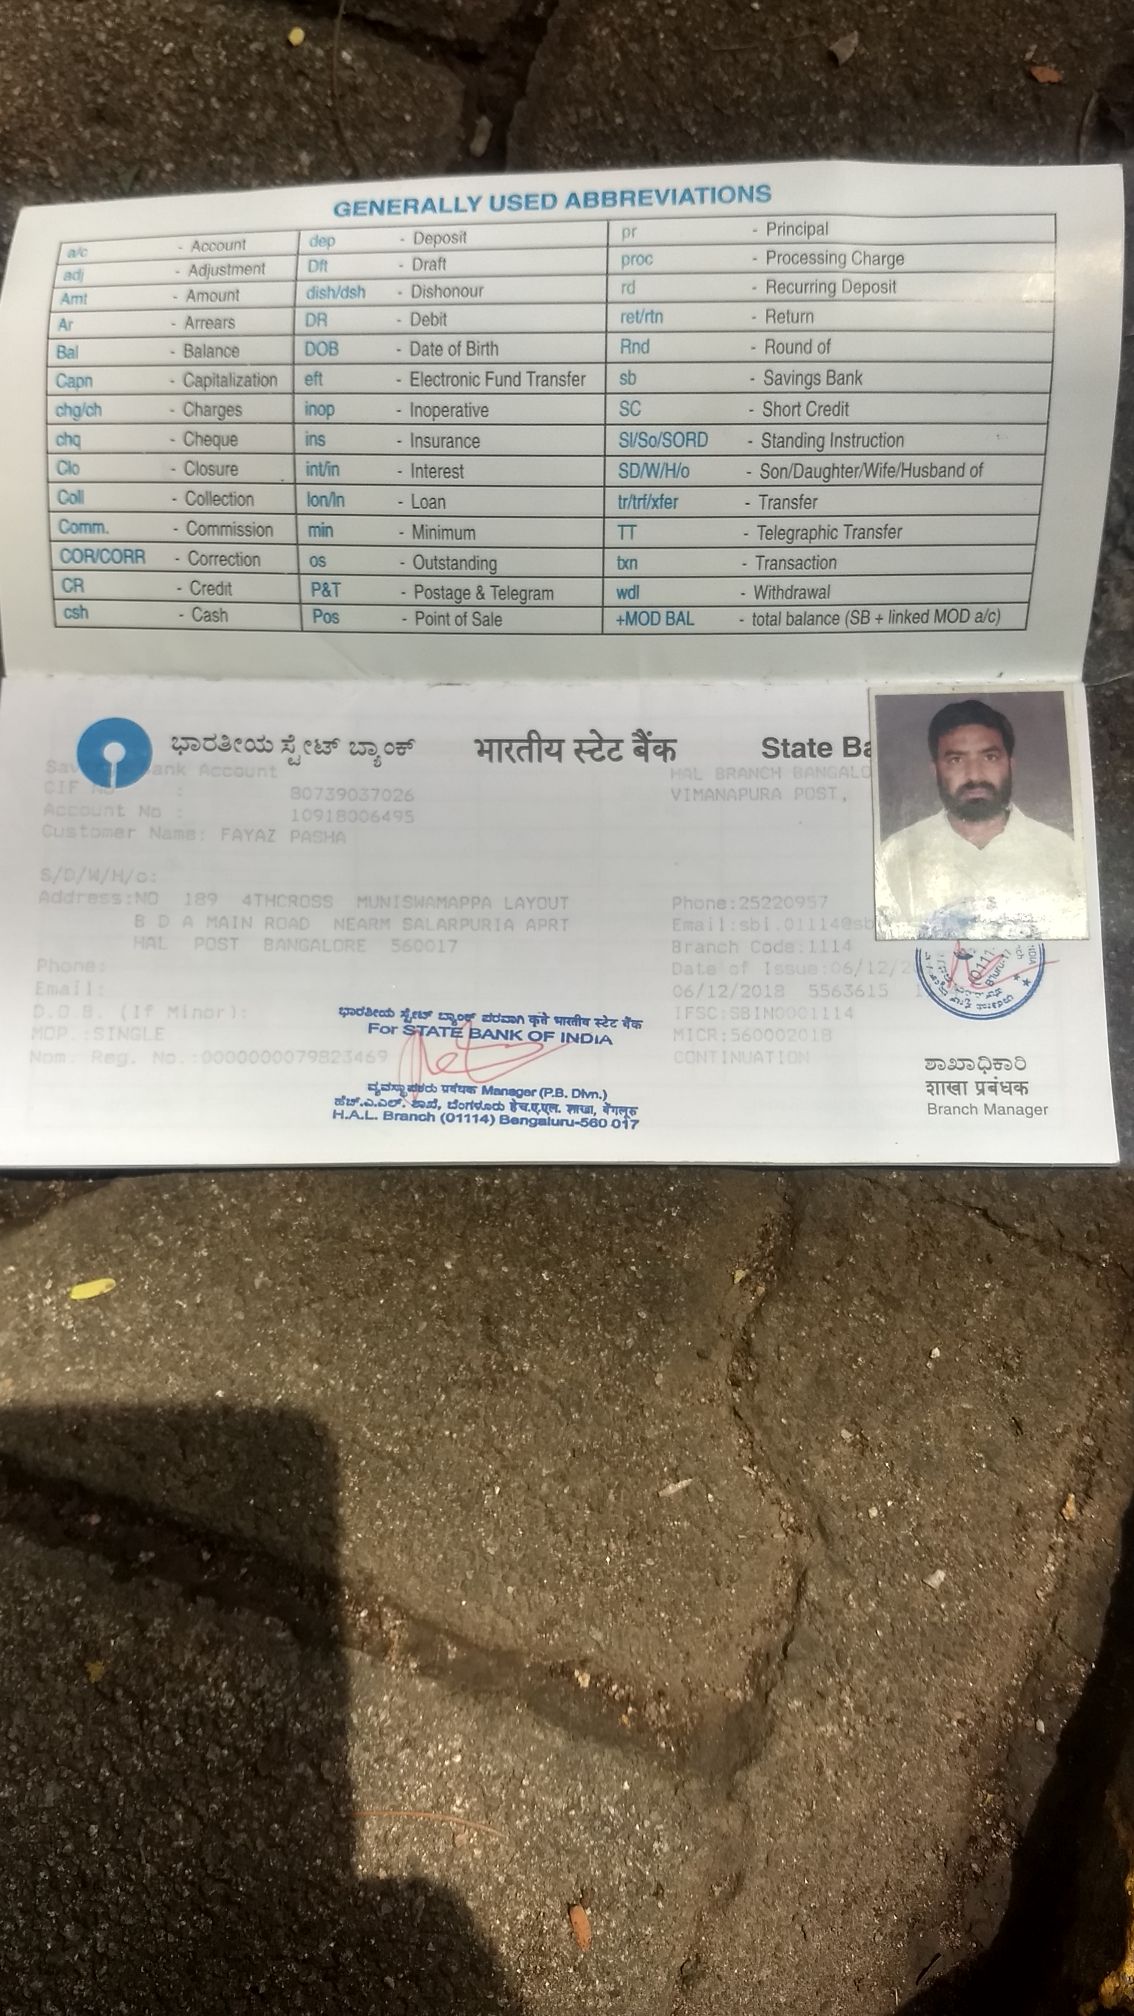 GENERALLY USED ABBREVIATIONS
a/c - Account dep - Deposit pr - Principal
adj - Adjustment Dft - Draft proc - Processing Charge
Amt - Amount dish/dsh - Dishonour rd - Recurring Deposit
Ar - Arrears DR - Debit ret/rtn - Return
Bal - Balance DOB - Date of Birth Rnd - Round of
Capn - Capitalization eft - Electronic Fund Transfer sb - Savings Bank
chg/ch - Charges inop - Inoperative SC - Short Credit
chq - Cheque ins - Insurance SI/So/SORD - Standing Instruction
Clo - Closure int/in - Interest SD/W/H/o - Son/Daughter/Wife/Husband of
Coll - Collection lon/ln - Loan tr/trf/xfer - Transfer
Comm. - Commission min - Minimum TT - Telegraphic Transfer
COR/CORR - Correction os - Outstanding txn - Transaction
CR - Credit P&T - Postage & Telegram wdl - Withdrawal
csh - Cash Pos - Point of Sale +MOD BAL - total balance (SB + linked MOD a/c)
ಭಾರತೀಯ ಸ್ಟೇಟ್ ಬ್ಯಾಂಕ್ भारतीय स्टेट बैंक State Ba
Sav ank Account HAL BRANCH BANGALO
CIF No : 80739037026 VIMANAPURA POST,
Account No : 10918006495
Customer Name: FAYAZ PASHA
S/D/W/H/o:
Address:NO 189 4THCROSS MUNISWAMAPPA LAYOUT Phone:25220957
B D A MAIN ROAD NEARM SALARPURIA APRT Email:sbi.01114@sb
HAL POST BANGALORE 560017 Branch Code:1114
Phone: Date of Issue:06/12/2
Email: 06/12/2018 5563615
D.O.B. (If Minor): IFSC:SBIN0001114
MOP.:SINGLE MICR:560002018
Nom. Reg. No.:0000000079823469 CONTINUATION
ಭಾರತೀಯ ಸ್ಟೇಟ್ ಬ್ಯಾಂಕ್ ಪರವಾಗಿ कृते भारतीय स्टेट बैंक
For STATE BANK OF INDIA
ವ್ಯವಸ್ಥಾಪಕರು प्रबंधक Manager (P.B. Divn.)
ಹೆಚ್.ಎ.ಎಲ್. ಶಾಖೆ, ಬೆಂಗಳೂರು हेच.ए.एल. शाखा, बेंगलूरु
H.A.L. Branch (01114) Bengaluru-560 017
ಶಾಖಾಧಿಕಾರಿ
शाखा प्रबंधक
Branch Manager